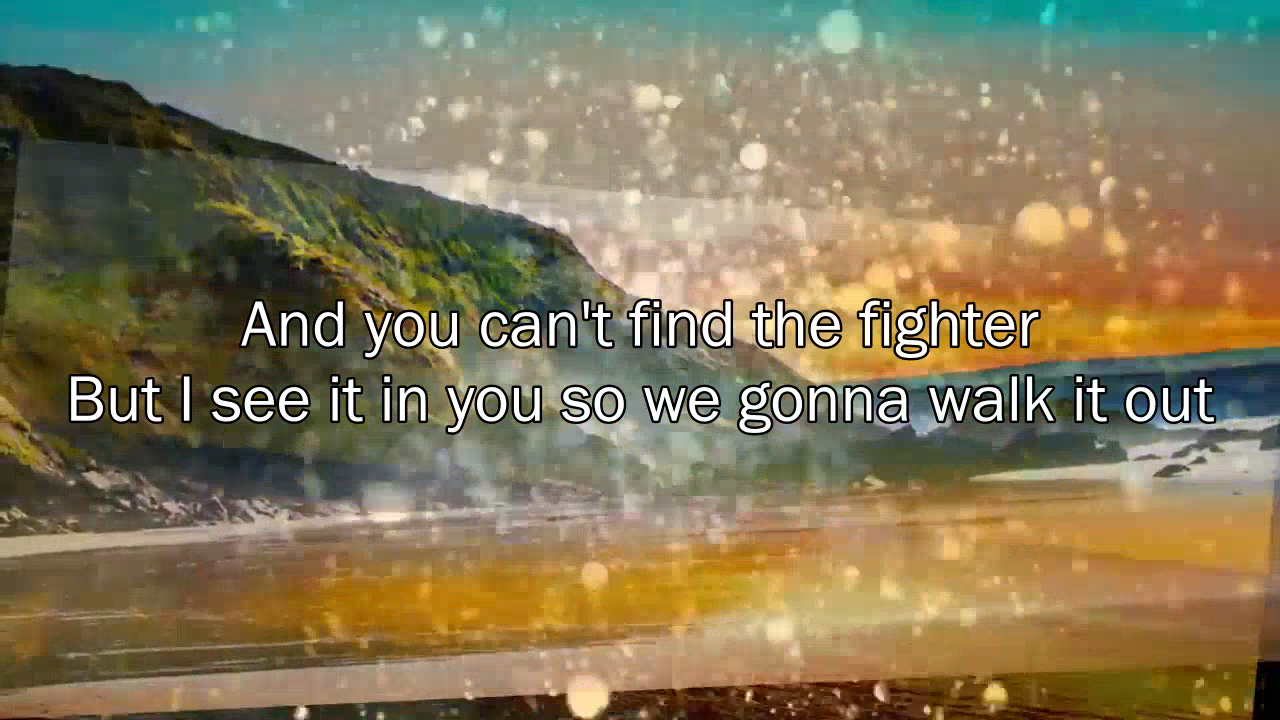 And you can't find the fighter
But I see it in you so we gonna walk it out